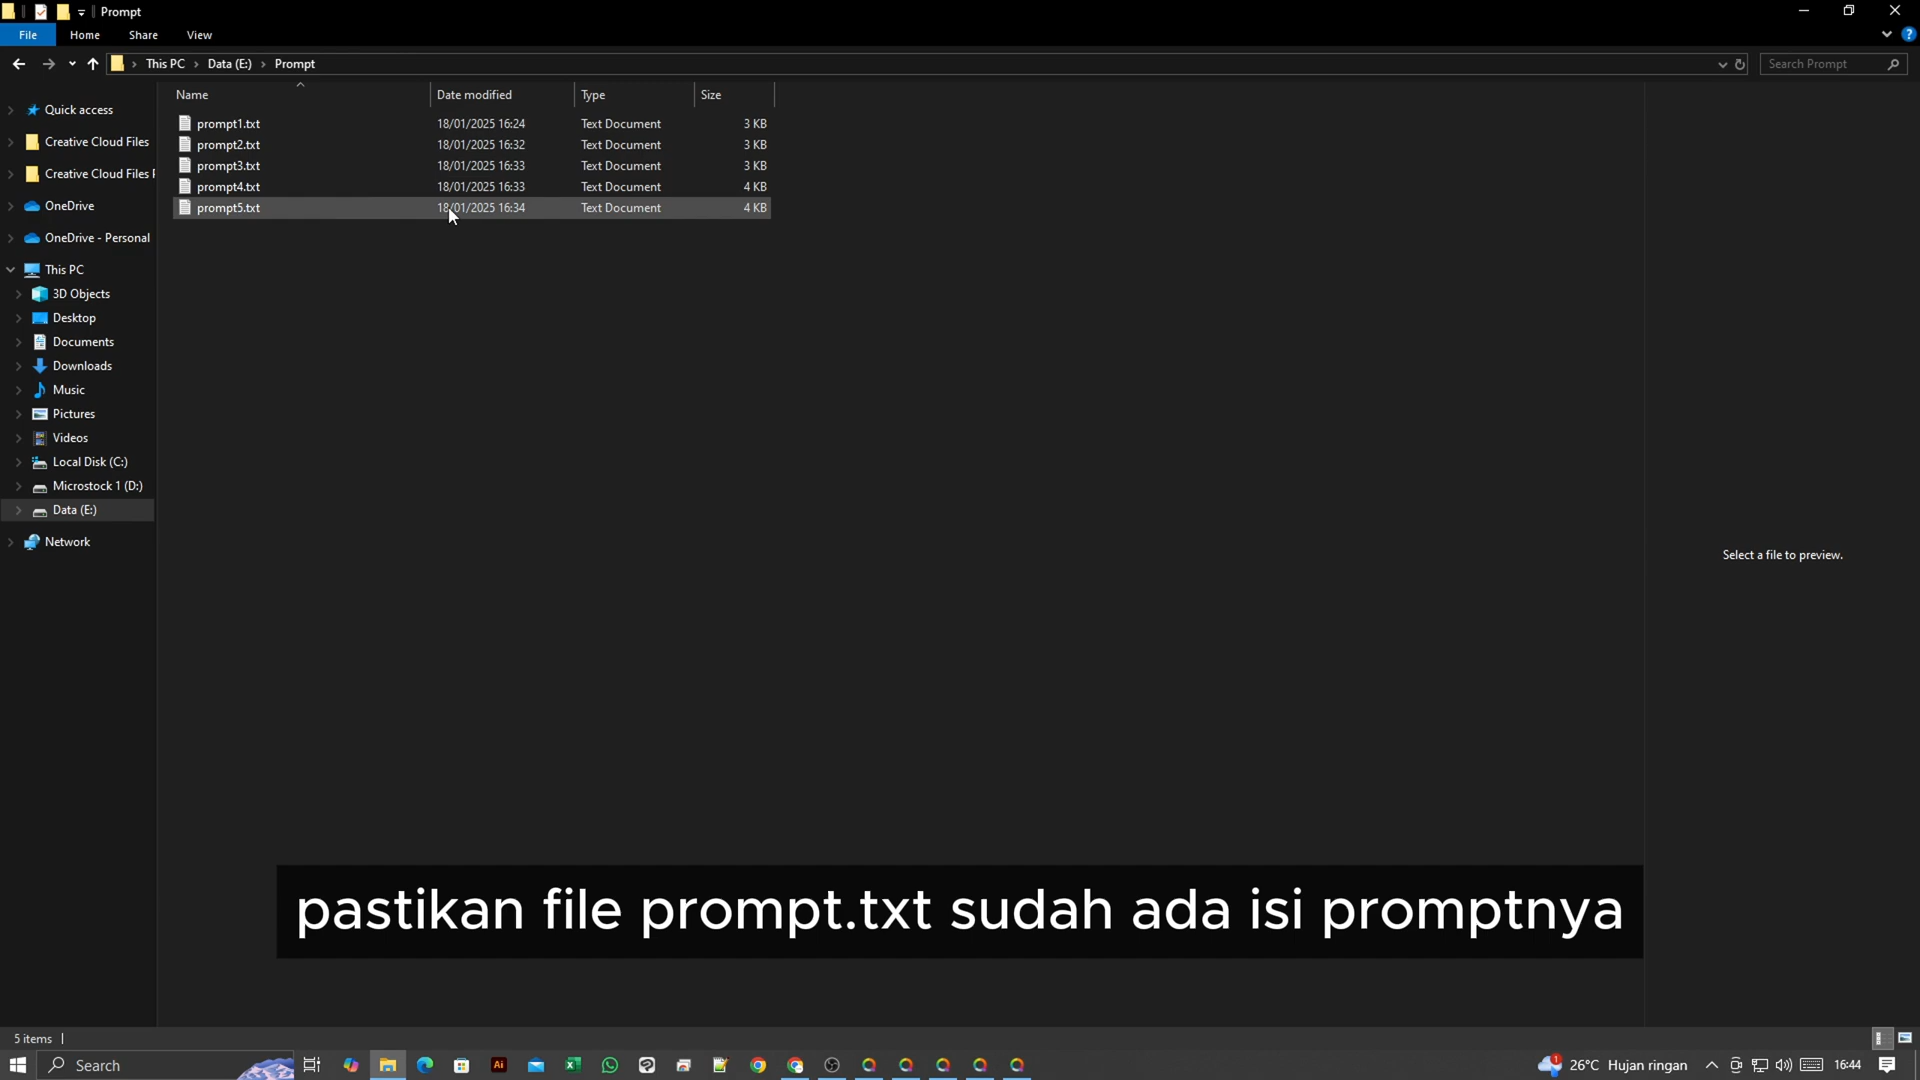 Prompt
File Home Share View
This PC Data (E:) Prompt Search Prompt
Name Date modified Type Size
prompt1.txt 18/01/2025 16:24 Text Document 3 KB
prompt2.txt 18/01/2025 16:32 Text Document 3 KB
prompt3.txt 18/01/2025 16:33 Text Document 3 KB
prompt4.txt 18/01/2025 16:33 Text Document 4 KB
prompt5.txt 18/01/2025 16:34 Text Document 4 KB
Quick access
Creative Cloud Files
Creative Cloud Files
OneDrive
OneDrive - Personal
This PC
3D Objects
Desktop
Documents
Downloads
Music
Pictures
Videos
Local Disk (C:)
Microstock 1 (D:)
Data (E:)
Network
Select a file to preview.
pastikan file prompt.txt sudah ada isi promptnya
5 items
Search 1 26°C Hujan ringan 16:44